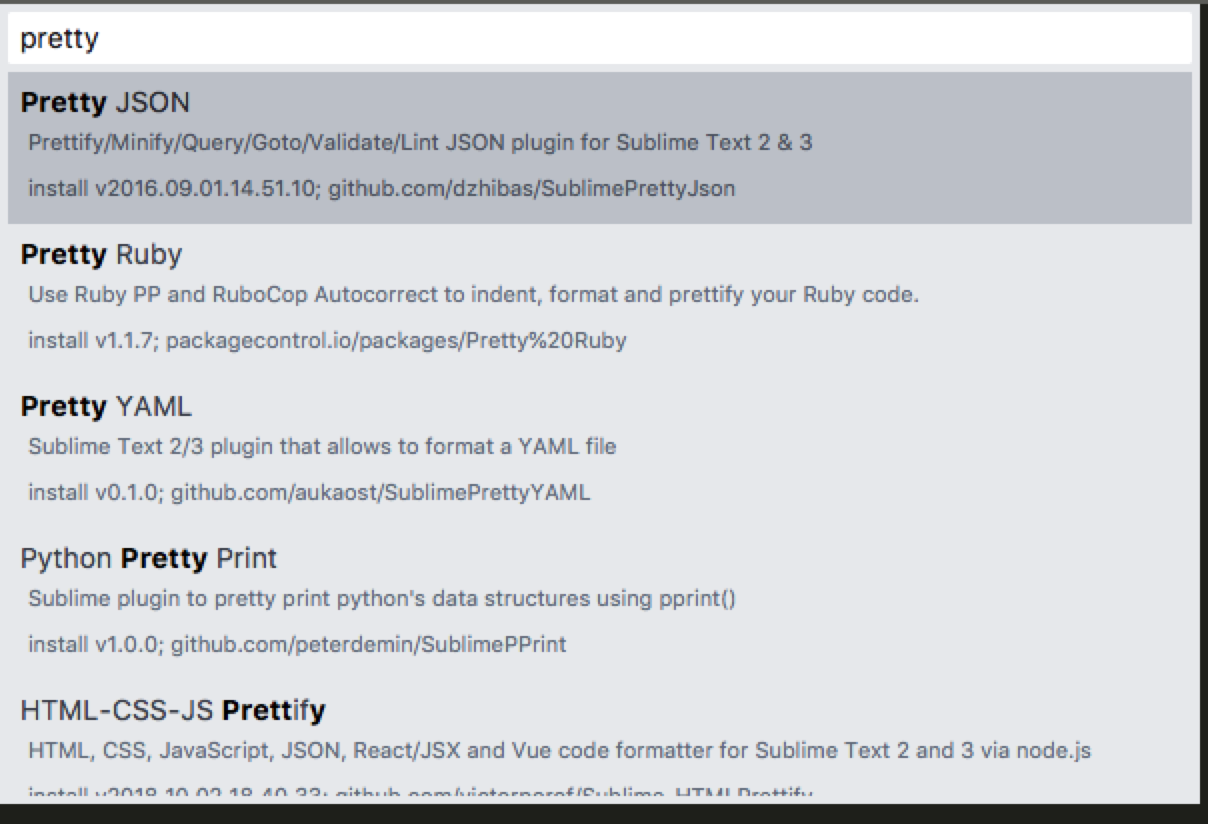 pretty
Pretty JSON
Prettify/Minify/Query/Goto/Validate/Lint JSON plugin for Sublime Text 2 & 3
install v2016.09.01.14.51.10; github.com/dzhibas/SublimePrettyJson
Pretty Ruby
Use Ruby PP and RuboCop Autocorrect to indent, format and prettify your Ruby code.
install v1.1.7; packagecontrol.io/packages/Pretty%20Ruby
Pretty YAML
Sublime Text 2/3 plugin that allows to format a YAML file
install v0.1.0; github.com/aukaost/SublimePrettyYAML
Python Pretty Print
Sublime plugin to pretty print python's data structures using pprint()
install v1.0.0; github.com/peterdemin/SublimePPrint
HTML-CSS-JS Prettify
HTML, CSS, JavaScript, JSON, React/JSX and Vue code formatter for Sublime Text 2 and 3 via node.js
install